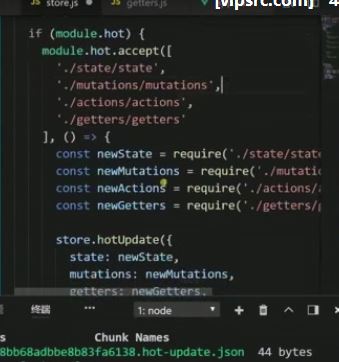 store.js getters.js [vipsrc.com] 4
if (module.hot) {
module.hot.accept([
'./state/state',
'./mutations/mutations',
'./actions/actions',
'./getters/getters'
], () => {
const newState = require('./state/state
const newMutations = require('./mutatio
const newActions = require('./actions/a
const newGetters = require('./getters/g
store.hotUpdate({
state: newState,
mutations: newMutations,
getters: newGetters,
终端 ··· 1: node
s Chunk Names
8bb68adbbe8b83fa6138.hot-update.json 44 bytes